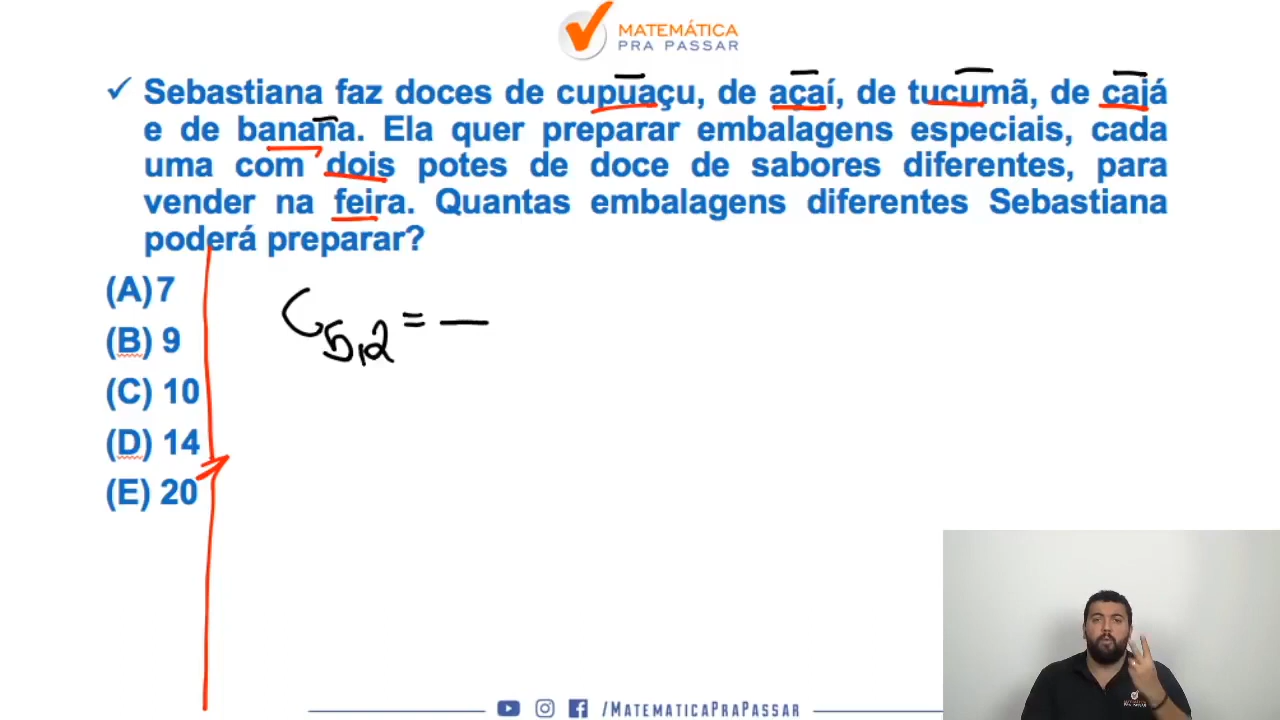 MATEMÁTICA
PRA PASSAR
✓ Sebastiana faz doces de cupuaçu, de açaí, de tucumã, de cajá
e de banana. Ela quer preparar embalagens especiais, cada
uma com dois potes de doce de sabores diferentes, para
vender na feira. Quantas embalagens diferentes Sebastiana
poderá preparar?
(A) 7
(B) 9
(C) 10
(D) 14
(E) 20
C5,2 = —
/MATEMATICAPRAPASSAR